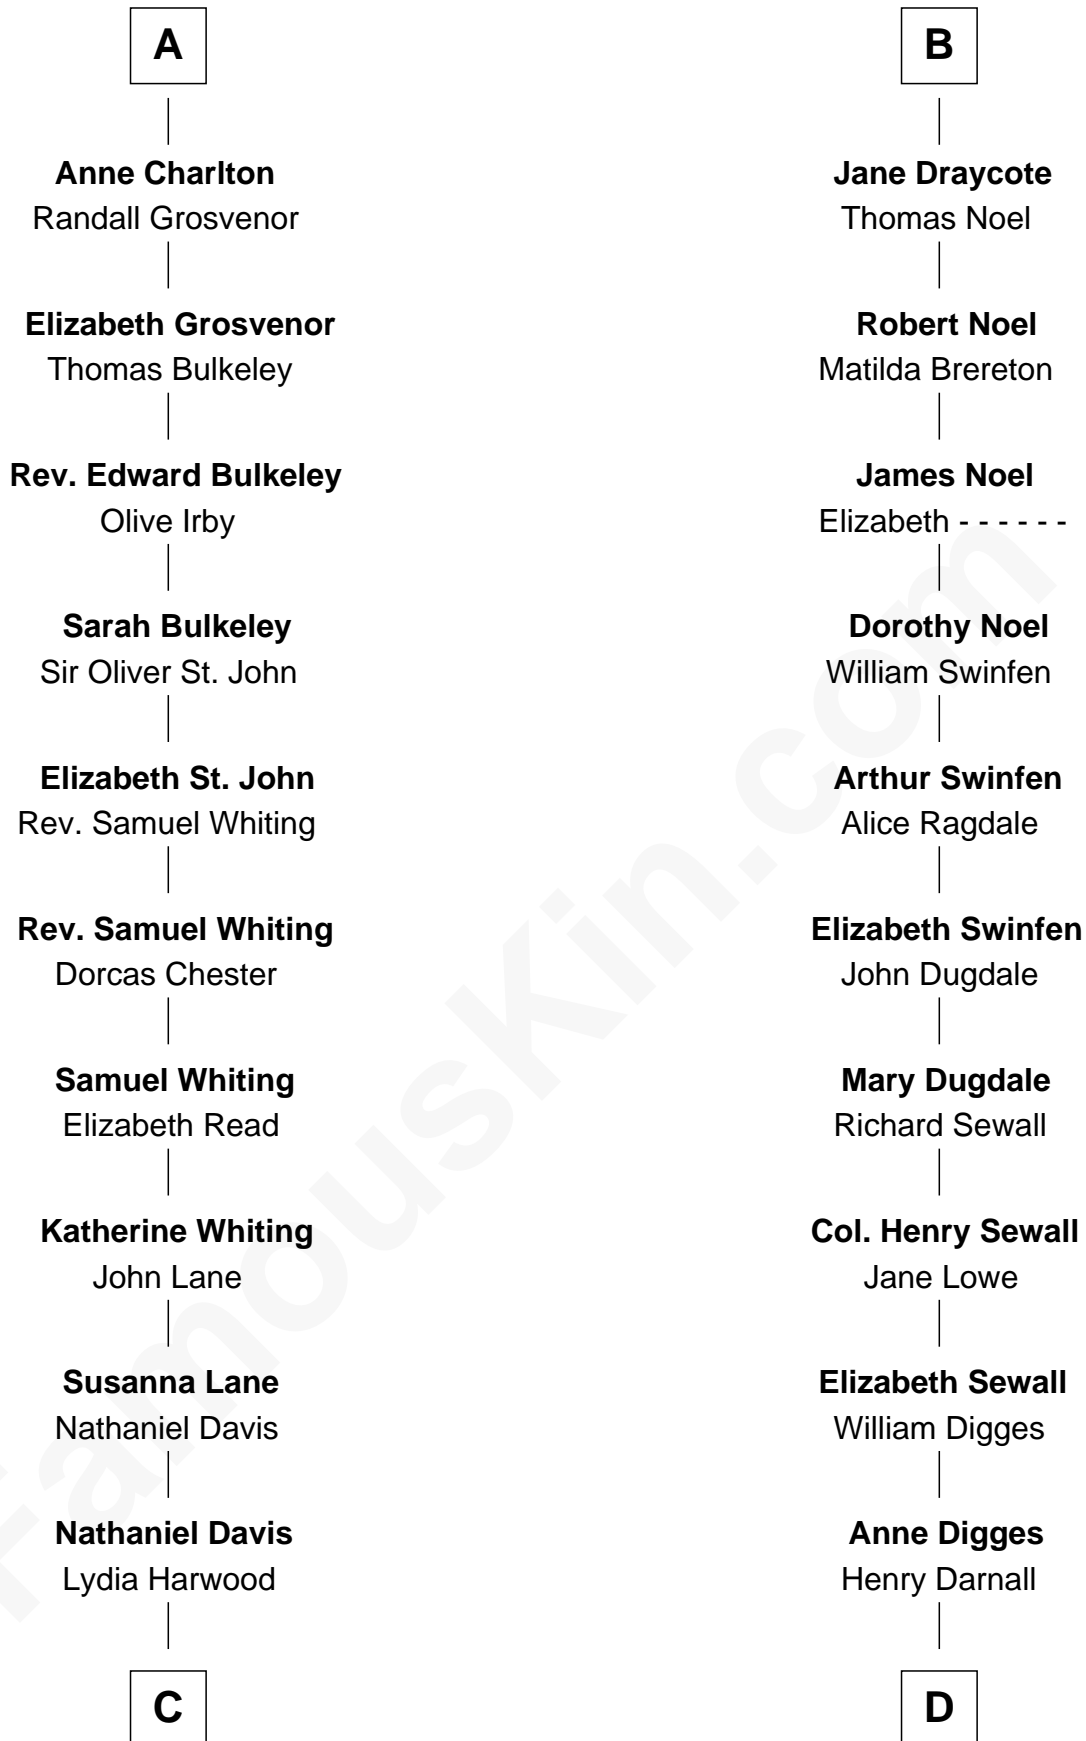 A
Anne Charlton
Randall Grosvenor
Elizabeth Grosvenor
Thomas Bulkeley
Rev. Edward Bulkeley
Olive Irby
Sarah Bulkeley
Sir Oliver St. John
Elizabeth St. John
Rev. Samuel Whiting
Rev. Samuel Whiting
Dorcas Chester
Samuel Whiting
Elizabeth Read
Katherine Whiting
John Lane
Susanna Lane
Nathaniel Davis
Nathaniel Davis
Lydia Harwood
C
B
Jane Draycote
Thomas Noel
Robert Noel
Matilda Brereton
James Noel
Elizabeth - - - - - -
Dorothy Noel
William Swinfen
Arthur Swinfen
Alice Ragdale
Elizabeth Swinfen
John Dugdale
Mary Dugdale
Richard Sewall
Col. Henry Sewall
Jane Lowe
Elizabeth Sewall
William Digges
Anne Digges
Henry Darnall
D
FamousKin.com